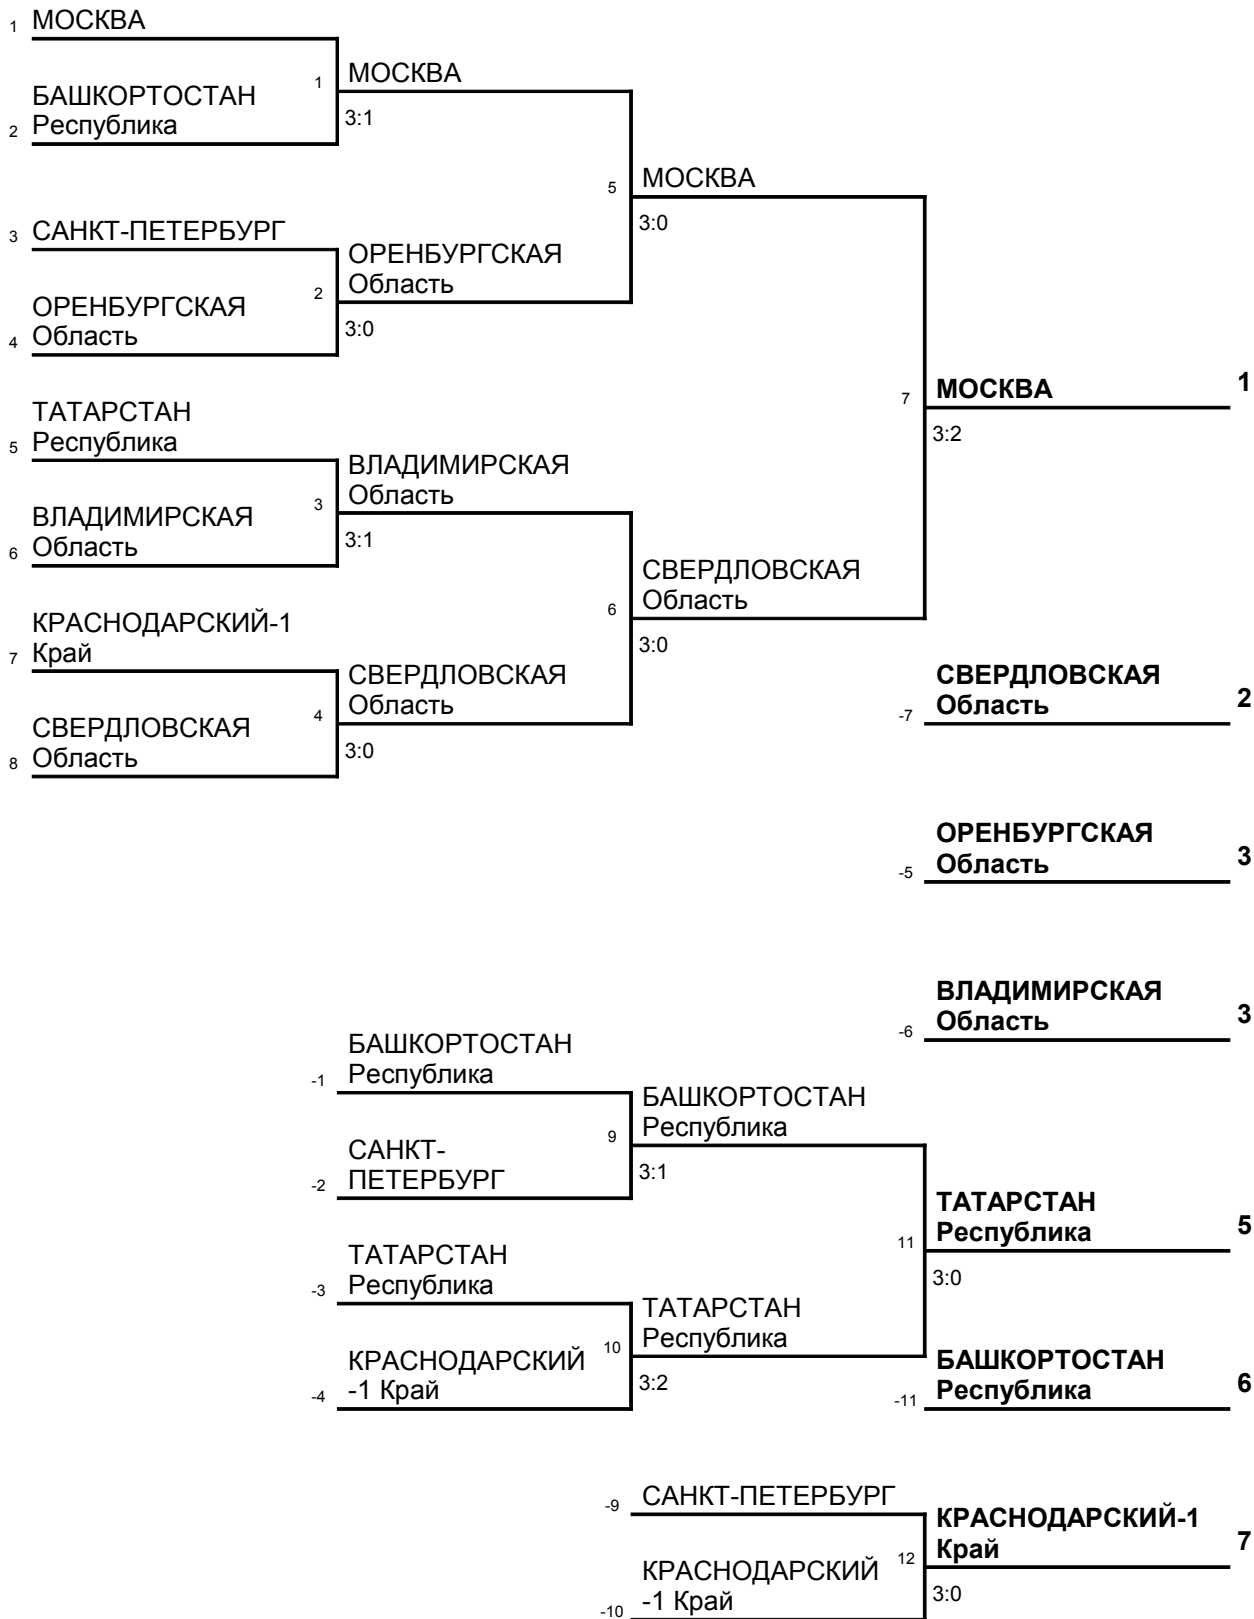 1 МОСКВА
1 МОСКВА
БАШКОРТОСТАН
2 Республика
3:1
5 МОСКВА
3:0
3 САНКТ-ПЕТЕРБУРГ
ОРЕНБУРГСКАЯ
2 Область
ОРЕНБУРГСКАЯ
4 Область
3:0
7 МОСКВА 1
3:2
ТАТАРСТАН
5 Республика
ВЛАДИМИРСКАЯ
3 Область
ВЛАДИМИРСКАЯ
6 Область
3:1
СВЕРДЛОВСКАЯ
6 Область
3:0
КРАСНОДАРСКИЙ-1
7 Край
СВЕРДЛОВСКАЯ
4 Область
СВЕРДЛОВСКАЯ
8 Область
3:0
СВЕРДЛОВСКАЯ
-7 Область 2
ОРЕНБУРГСКАЯ
-5 Область 3
ВЛАДИМИРСКАЯ
-6 Область 3
БАШКОРТОСТАН
-1 Республика
БАШКОРТОСТАН
9 Республика
САНКТ-
-2 ПЕТЕРБУРГ
3:1
ТАТАРСТАН
11 Республика 5
3:0
ТАТАРСТАН
-3 Республика
ТАТАРСТАН
10 Республика
КРАСНОДАРСКИЙ
-4 -1 Край
3:2
БАШКОРТОСТАН
-11 Республика 6
-9 САНКТ-ПЕТЕРБУРГ
КРАСНОДАРСКИЙ-1
12 Край 7
КРАСНОДАРСКИЙ
-10 -1 Край
3:0